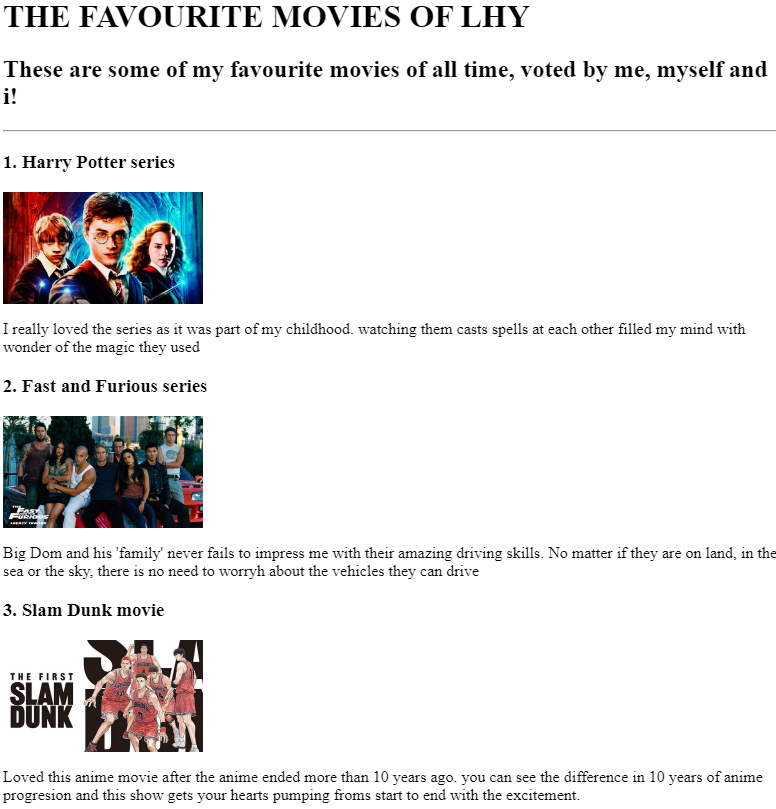 THE FAVOURITE MOVIES OF LHY
These are some of my favourite movies of all time, voted by me, myself and
i!
1. Harry Potter series
I really loved the series as it was part of my childhood. watching them casts spells at each other filled my mind with
wonder of the magic they used
2. Fast and Furious series
THE
FAST
FURIOUS
LEGACY TRAILER
Big Dom and his 'family' never fails to impress me with their amazing driving skills. No matter if they are on land, in the
sea or the sky, there is no need to worryh about the vehicles they can drive
3. Slam Dunk movie
THE FIRST
SLAM
DUNK
SLA
Loved this anime movie after the anime ended more than 10 years ago. you can see the difference in 10 years of anime
progresion and this show gets your hearts pumping froms start to end with the excitement.